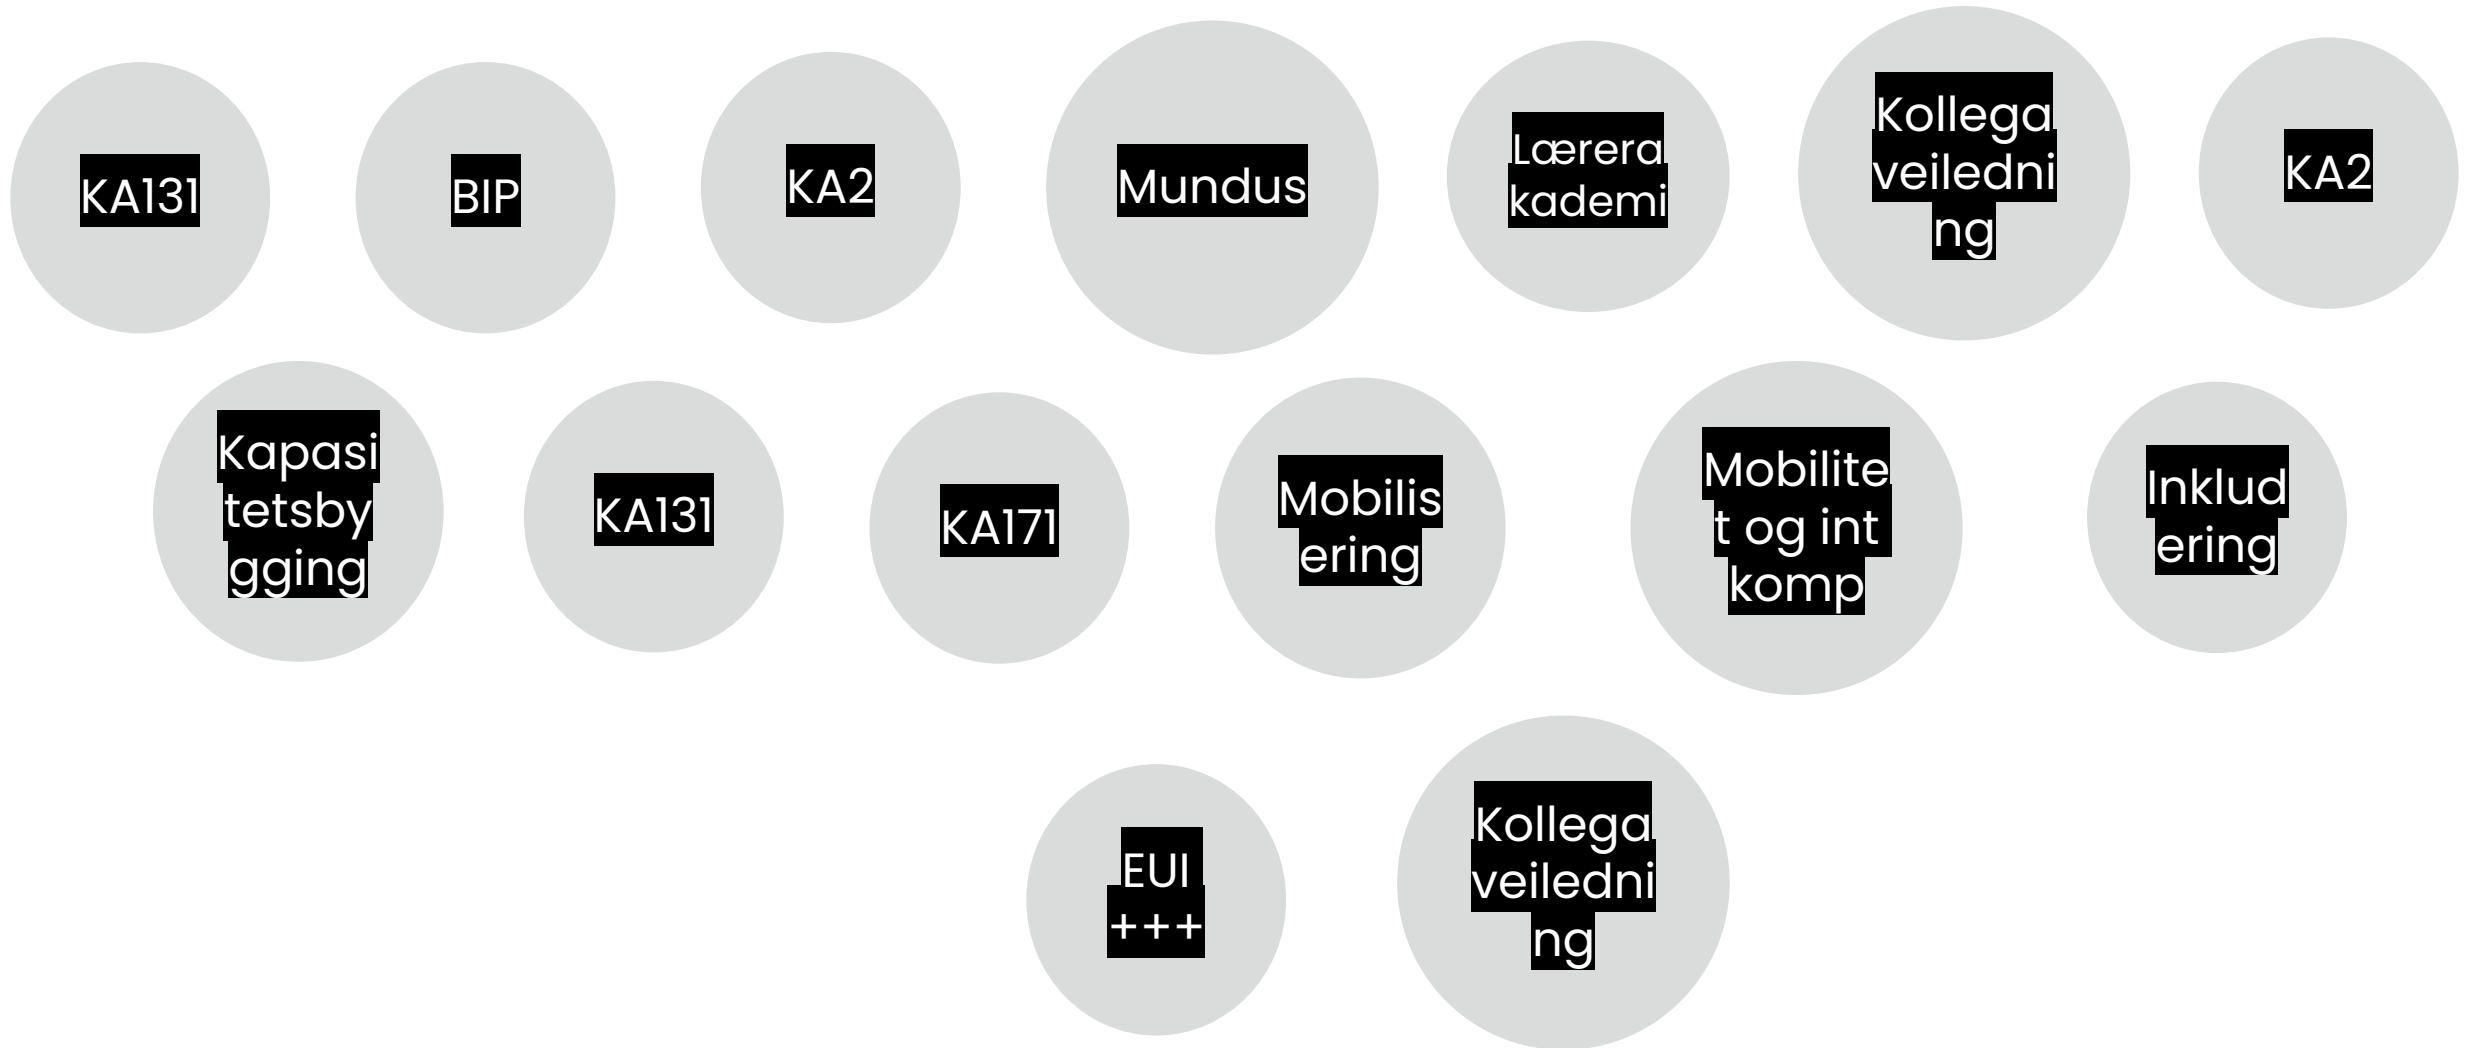 KA131
BIP
KA2
Mundus
Lærera
kademi
Kollega
veiledni
ng
KA2
Kapasi
tetsby
gging
KA131
KA171
Mobilis
ering
Mobilite
t og int
komp
Inklud
ering
EUI
+++
Kollega
veiledni
ng